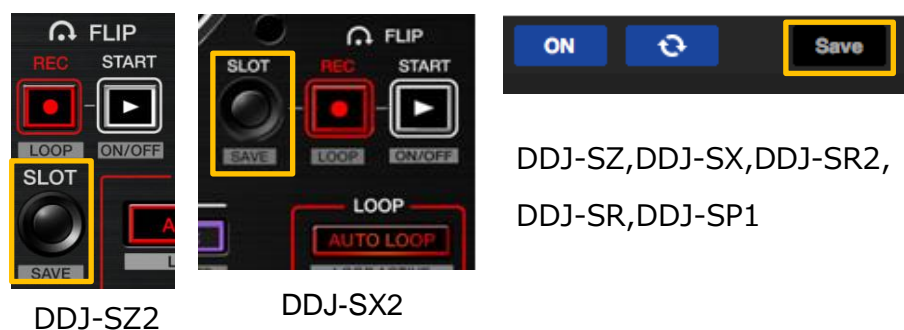 FLIP
REC START
LOOP ON/OFF
SLOT
SAVE
DDJ-SZ2
FLIP
SLOT REC START
SAVE LOOP ON/OFF
LOOP
AUTO LOOP
DDJ-SX2
ON Save
DDJ-SZ,DDJ-SX,DDJ-SR2,
DDJ-SR,DDJ-SP1